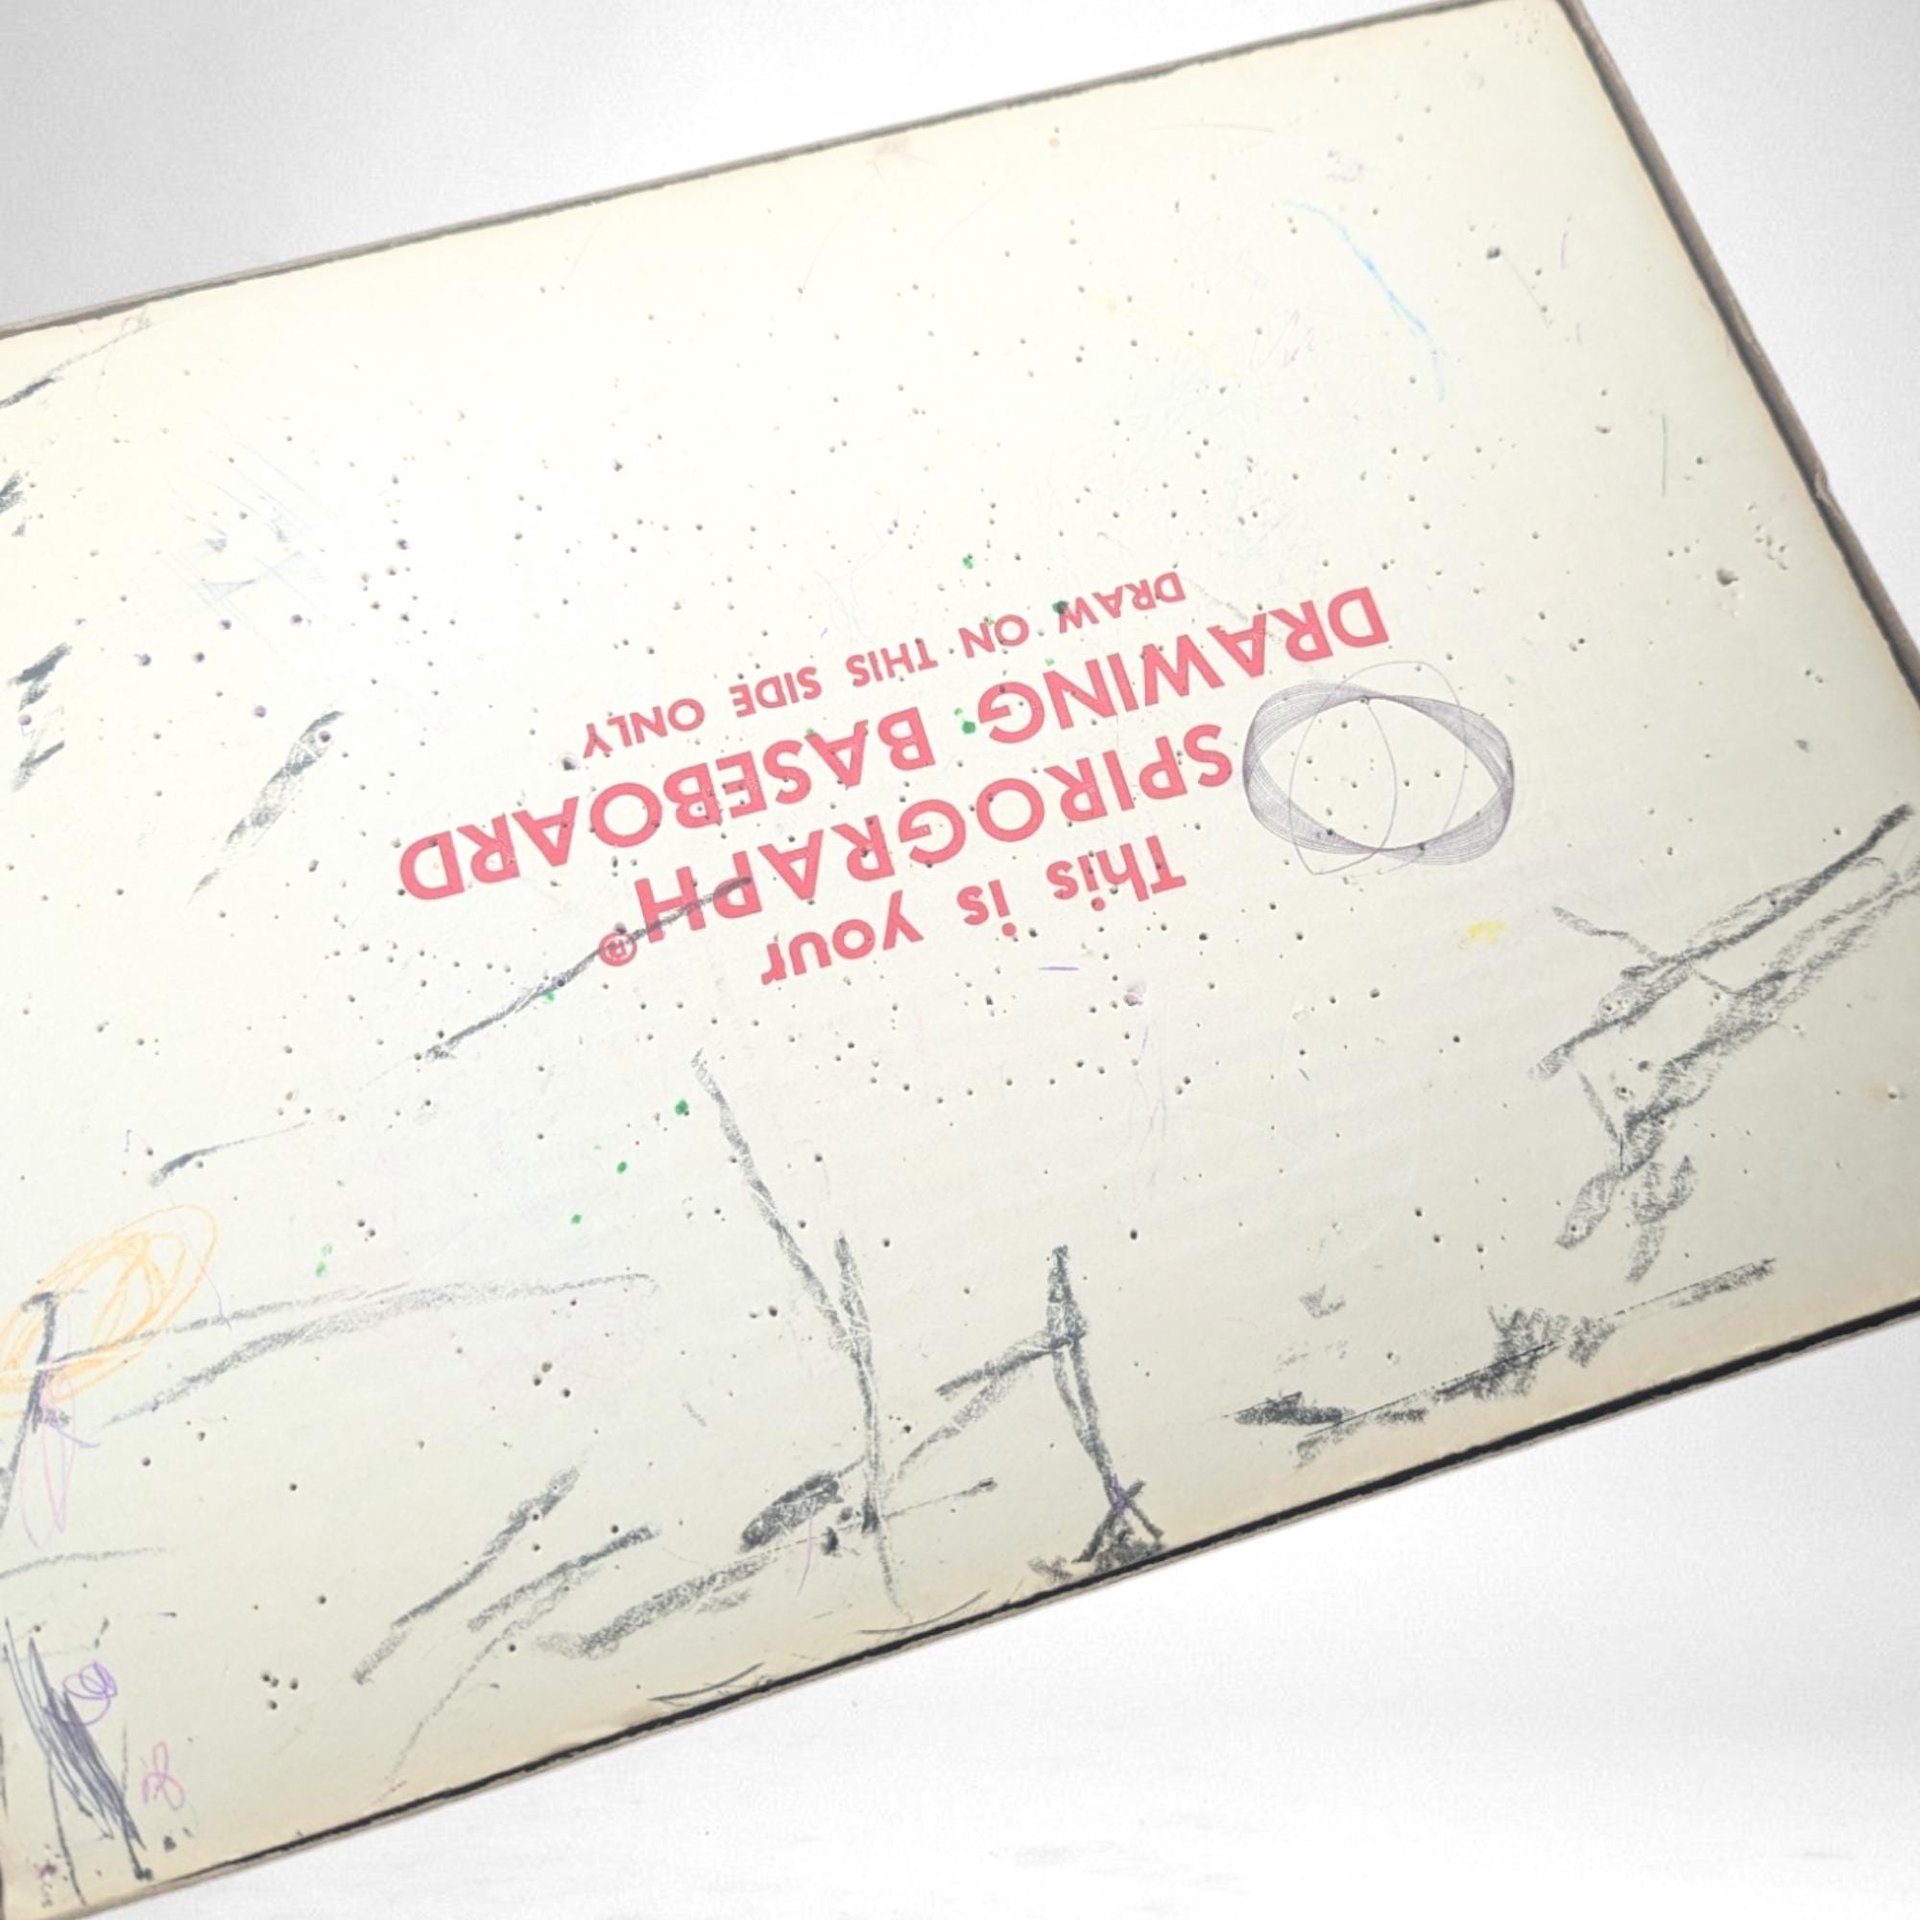 This is your
SPIROGRAPH®
DRAWING BASEBOARD
DRAW ON THIS SIDE ONLY